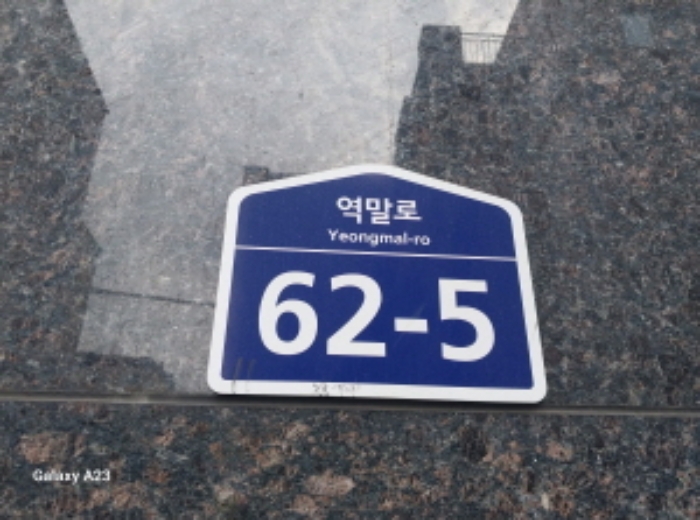 역말로
Yeongmal-ro
62-5
Galaxy A23